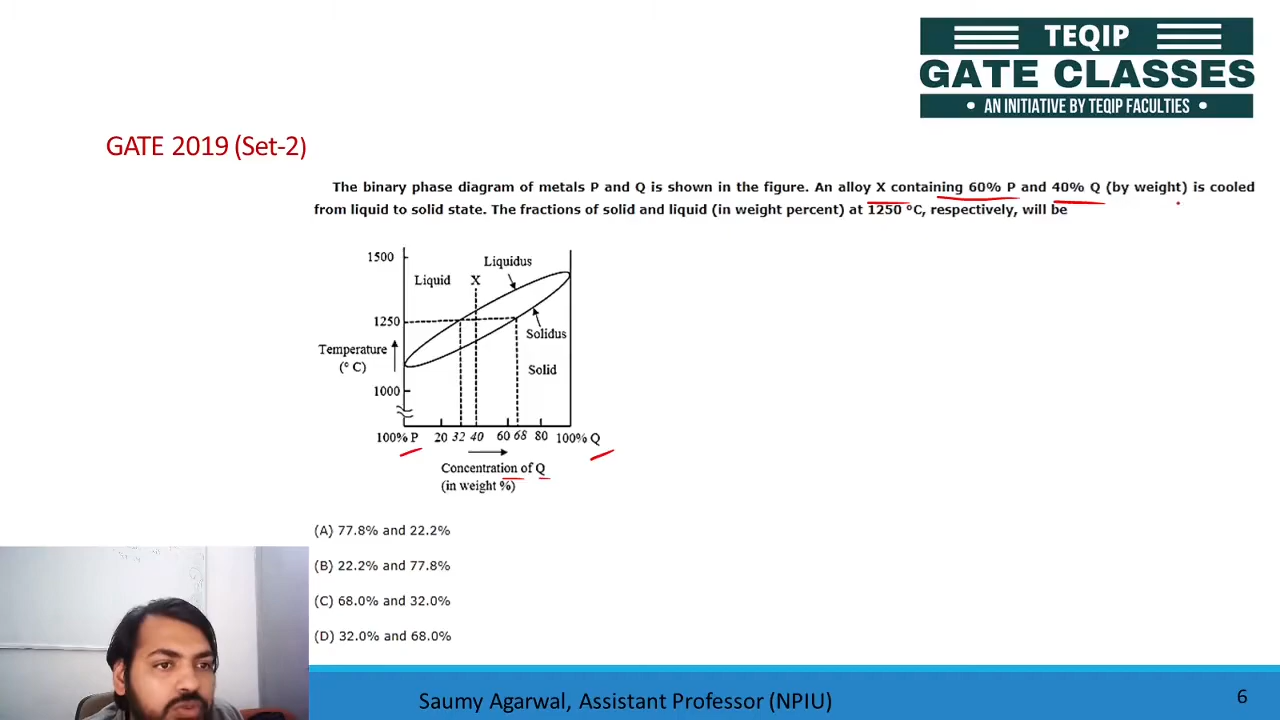 TEQIP
GATE CLASSES
• AN INITIATIVE BY TEQIP FACULTIES •
GATE 2019 (Set-2)
The binary phase diagram of metals P and Q is shown in the figure. An alloy X containing 60% P and 40% Q (by weight) is cooled
from liquid to solid state. The fractions of solid and liquid (in weight percent) at 1250 ºC, respectively, will be
1500
Liquidus
Liquid X
1250
Solidus
Temperature
(° C)
Solid
1000
100% P 20 32 40 60 68 80 100% Q
Concentration of Q
(in weight %)
(A) 77.8% and 22.2%
(B) 22.2% and 77.8%
(C) 68.0% and 32.0%
(D) 32.0% and 68.0%
Saumy Agarwal, Assistant Professor (NPIU)
6